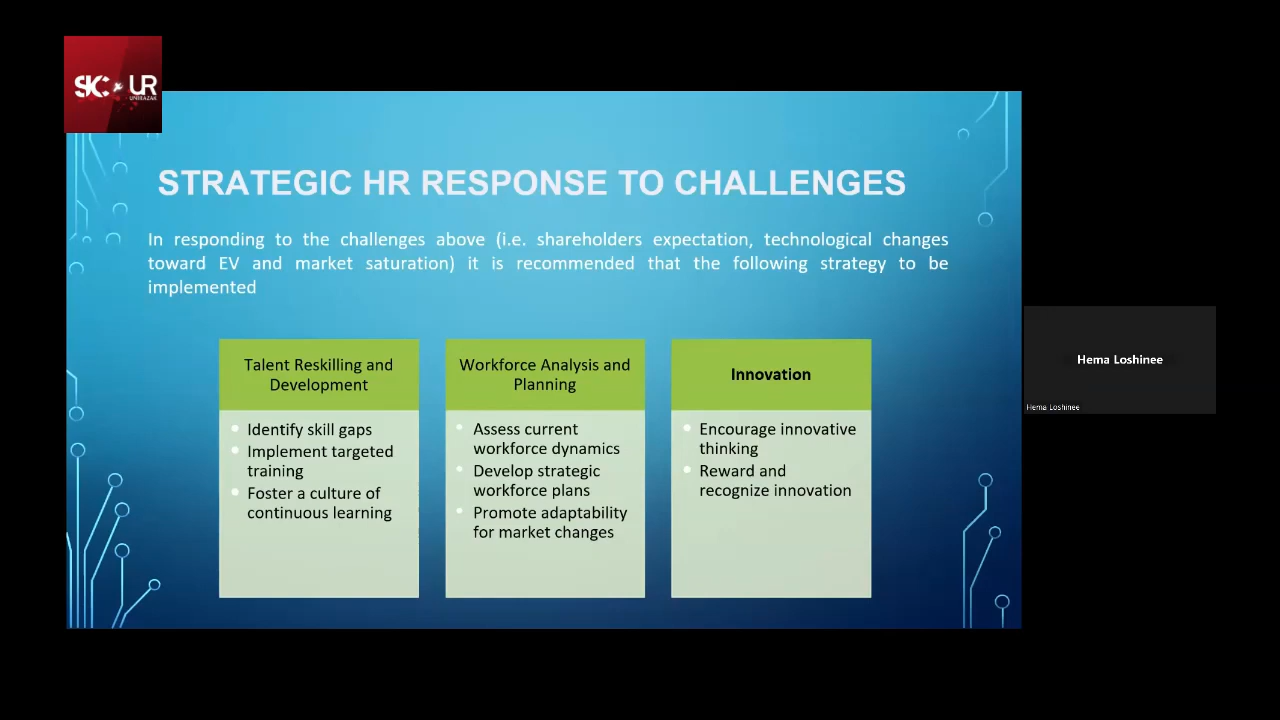 SKC UR
UNIRAZAK
STRATEGIC HR RESPONSE TO CHALLENGES
In responding to the challenges above (i.e. shareholders expectation, technological changes
toward EV and market saturation) it is recommended that the following strategy to be
implemented
Talent Reskilling and
Development
Identify skill gaps
Implement targeted
training
Foster a culture of
continuous learning
Workforce Analysis and
Planning
Assess current
workforce dynamics
Develop strategic
workforce plans
Promote adaptability
for market changes
Innovation
Encourage innovative
thinking
Reward and
recognize innovation
Hema Loshinee
Hema Loshinee